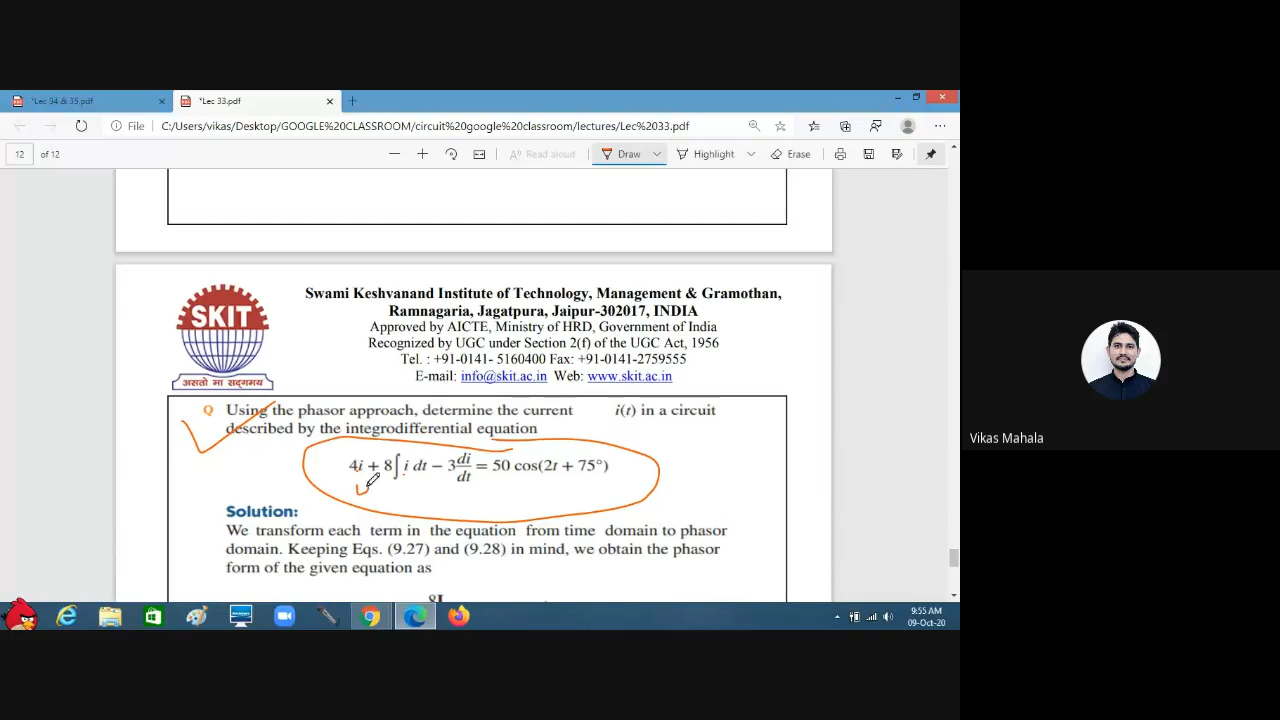 *Lec 34 & 35.pdf
*Lec 33.pdf
File
C:/Users/vikas/Desktop/GOOGLE%20CLASSROOM/circuit%20google%20classroom/lectures/Lec%2033.pdf
12 of 12
Read aloud
Draw
Highlight
Erase
SKIT
असतो मा सद्गमय
Swami Keshvanand Institute of Technology, Management & Gramothan,
Ramnagaria, Jagatpura, Jaipur-302017, INDIA
Approved by AICTE, Ministry of HRD, Government of India
Recognized by UGC under Section 2(f) of the UGC Act, 1956
Tel. : +91-0141- 5160400 Fax: +91-0141-2759555
E-mail: info@skit.ac.in Web: www.skit.ac.in
Q Using the phasor approach, determine the current i(t) in a circuit
described by the integrodifferential equation
4i + 8∫ i dt − 3 di/dt = 50 cos(2t + 75°)
Solution:
We transform each term in the equation from time domain to phasor
domain. Keeping Eqs. (9.27) and (9.28) in mind, we obtain the phasor
form of the given equation as
8I
9:55 AM
09-Oct-20
Vikas Mahala